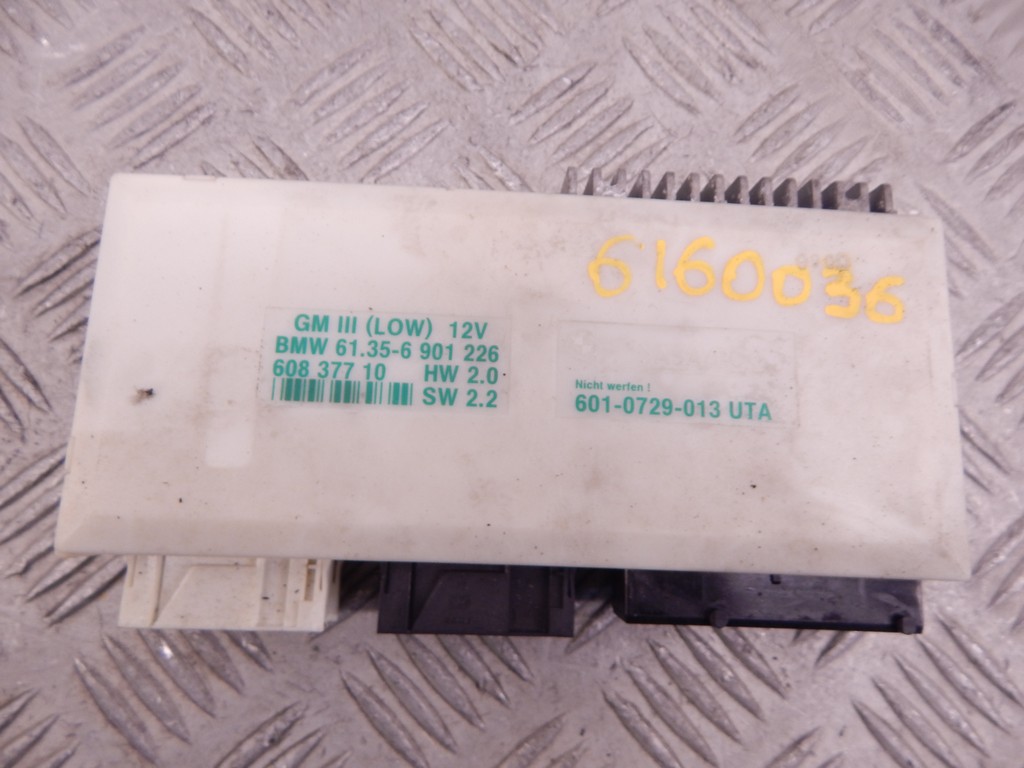 6160036
GM III (LOW) 12V
BMW 61.35-6 901 226
608 377 10 HW 2.0
SW 2.2
Nicht werfen !
601-0729-013 UTA